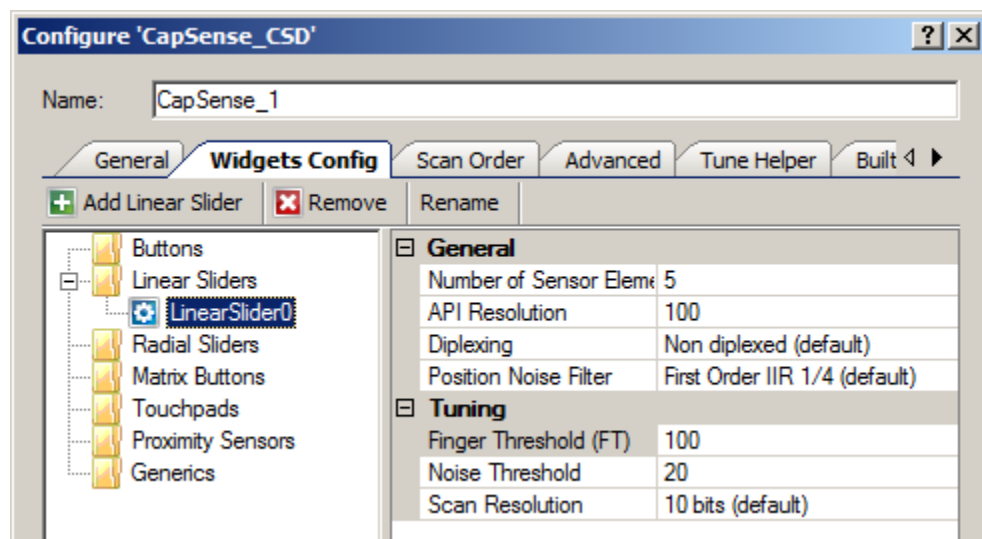 Configure 'CapSense_CSD'
Name: CapSense_1
General Widgets Config Scan Order Advanced Tune Helper Built
Add Linear Slider Remove Rename
Buttons
Linear Sliders
LinearSlider0
Radial Sliders
Matrix Buttons
Touchpads
Proximity Sensors
Generics
General
Number of Sensor Eleme 5
API Resolution 100
Diplexing Non diplexed (default)
Position Noise Filter First Order IIR 1/4 (default)
Tuning
Finger Threshold (FT) 100
Noise Threshold 20
Scan Resolution 10 bits (default)